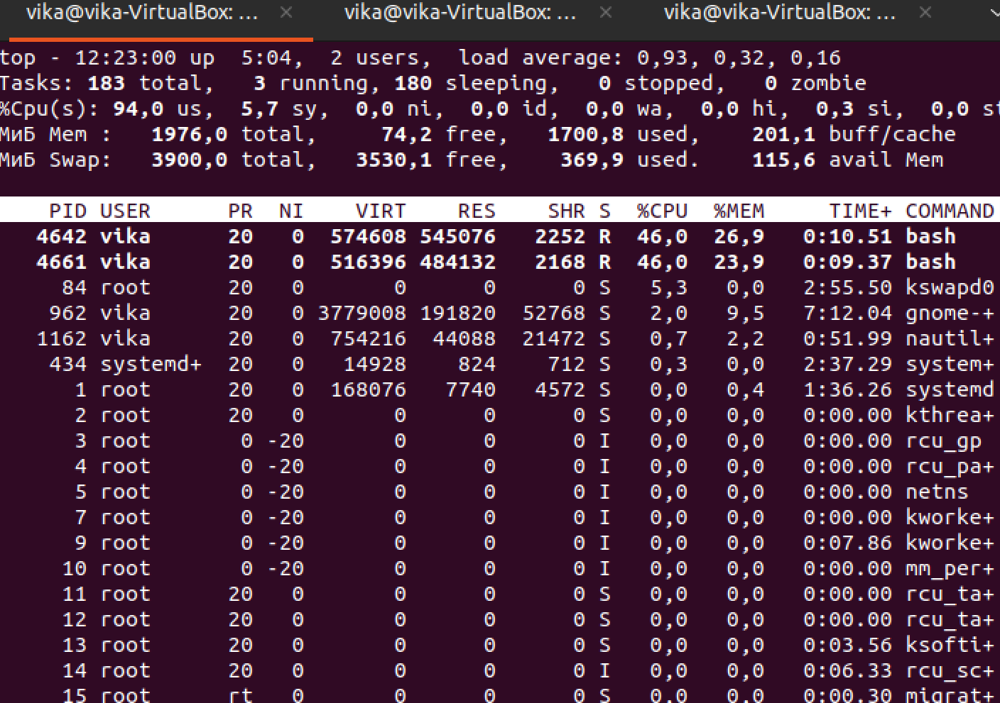 vika@vika-VirtualBox: ... × vika@vika-VirtualBox: ... × vika@vika-VirtualBox: ... ×
top - 12:23:00 up  5:04,  2 users,  load average: 0,93, 0,32, 0,16
Tasks: 183 total,   3 running, 180 sleeping,   0 stopped,   0 zombie
%Cpu(s): 94,0 us,  5,7 sy,  0,0 ni,  0,0 id,  0,0 wa,  0,0 hi,  0,3 si,  0,0 st
МиБ Mem :   1976,0 total,     74,2 free,   1700,8 used,    201,1 buff/cache
МиБ Swap:   3900,0 total,   3530,1 free,    369,9 used.    115,6 avail Mem
PID USER      PR  NI    VIRT    RES    SHR S  %CPU  %MEM     TIME+ COMMAND
4642 vika      20   0  574608 545076   2252 R  46,0  26,9   0:10.51 bash
4661 vika      20   0  516396 484132   2168 R  46,0  23,9   0:09.37 bash
84 root      20   0       0      0      0 S   5,3   0,0   2:55.50 kswapd0
962 vika      20   0 3779008 191820  52768 S   2,0   9,5   7:12.04 gnome-+
1162 vika      20   0  754216  44088  21472 S   0,7   2,2   0:51.99 nautil+
434 systemd+  20   0   14928    824    712 S   0,3   0,0   2:37.29 system+
1 root      20   0  168076   7740   4572 S   0,0   0,4   1:36.26 systemd
2 root      20   0       0      0      0 S   0,0   0,0   0:00.00 kthrea+
3 root       0 -20       0      0      0 I   0,0   0,0   0:00.00 rcu_gp
4 root       0 -20       0      0      0 I   0,0   0,0   0:00.00 rcu_pa+
5 root       0 -20       0      0      0 I   0,0   0,0   0:00.00 netns
7 root       0 -20       0      0      0 I   0,0   0,0   0:00.00 kworke+
9 root       0 -20       0      0      0 I   0,0   0,0   0:07.86 kworke+
10 root       0 -20       0      0      0 I   0,0   0,0   0:00.00 mm_per+
11 root      20   0       0      0      0 S   0,0   0,0   0:00.00 rcu_ta+
12 root      20   0       0      0      0 S   0,0   0,0   0:00.00 rcu_ta+
13 root      20   0       0      0      0 S   0,0   0,0   0:03.56 ksofti+
14 root      20   0       0      0      0 I   0,0   0,0   0:06.33 rcu_sc+
15 root      rt   0       0      0      0 S   0,0   0,0   0:00.30 migrat+